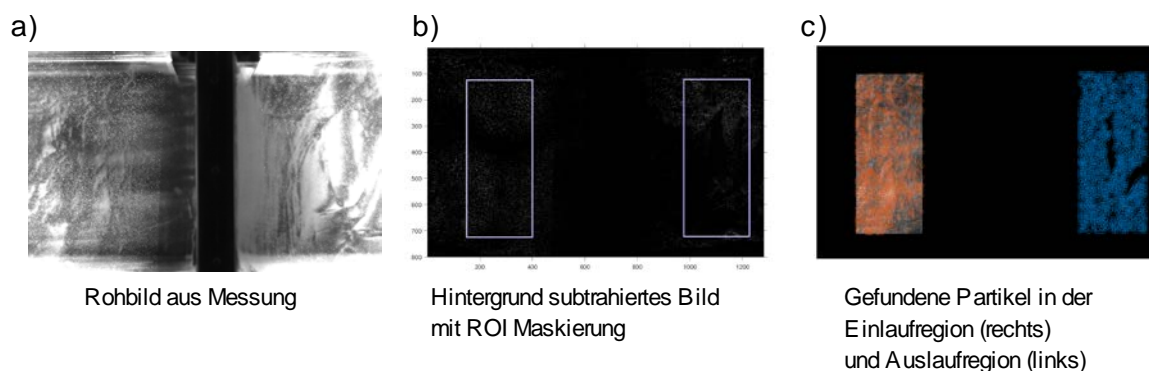 a)
b)
c)
100
200
300
400
500
600
700
800
200
400
600
800
1000
1200
Rohbild aus Messung
Hintergrund subtrahiertes Bild
mit ROI Maskierung
Gefundene Partikel in der
Einlaufregion (rechts)
und Auslaufregion (links)